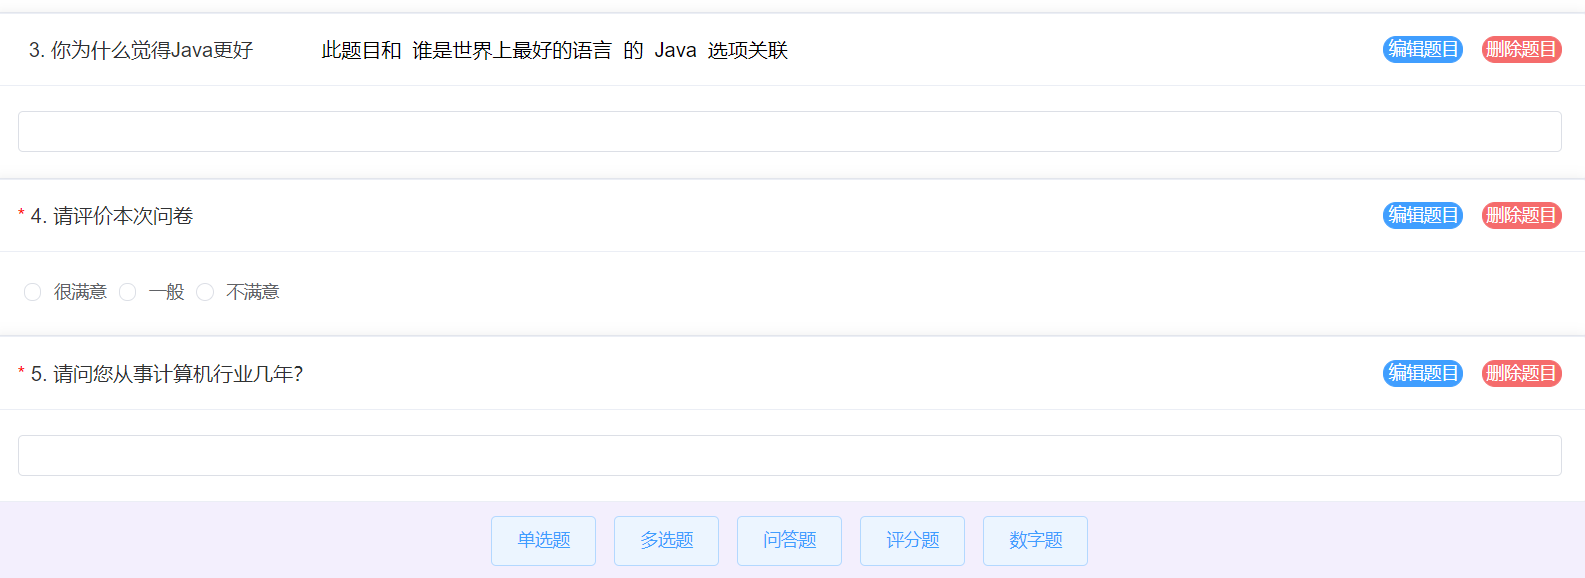 3. 你为什么觉得Java更好 此题目和 谁是世界上最好的语言 的 Java 选项关联 编辑题目 删除题目
* 4. 请评价本次问卷 编辑题目 删除题目
很满意 一般 不满意
* 5. 请问您从事计算机行业几年? 编辑题目 删除题目
单选题 多选题 问答题 评分题 数字题